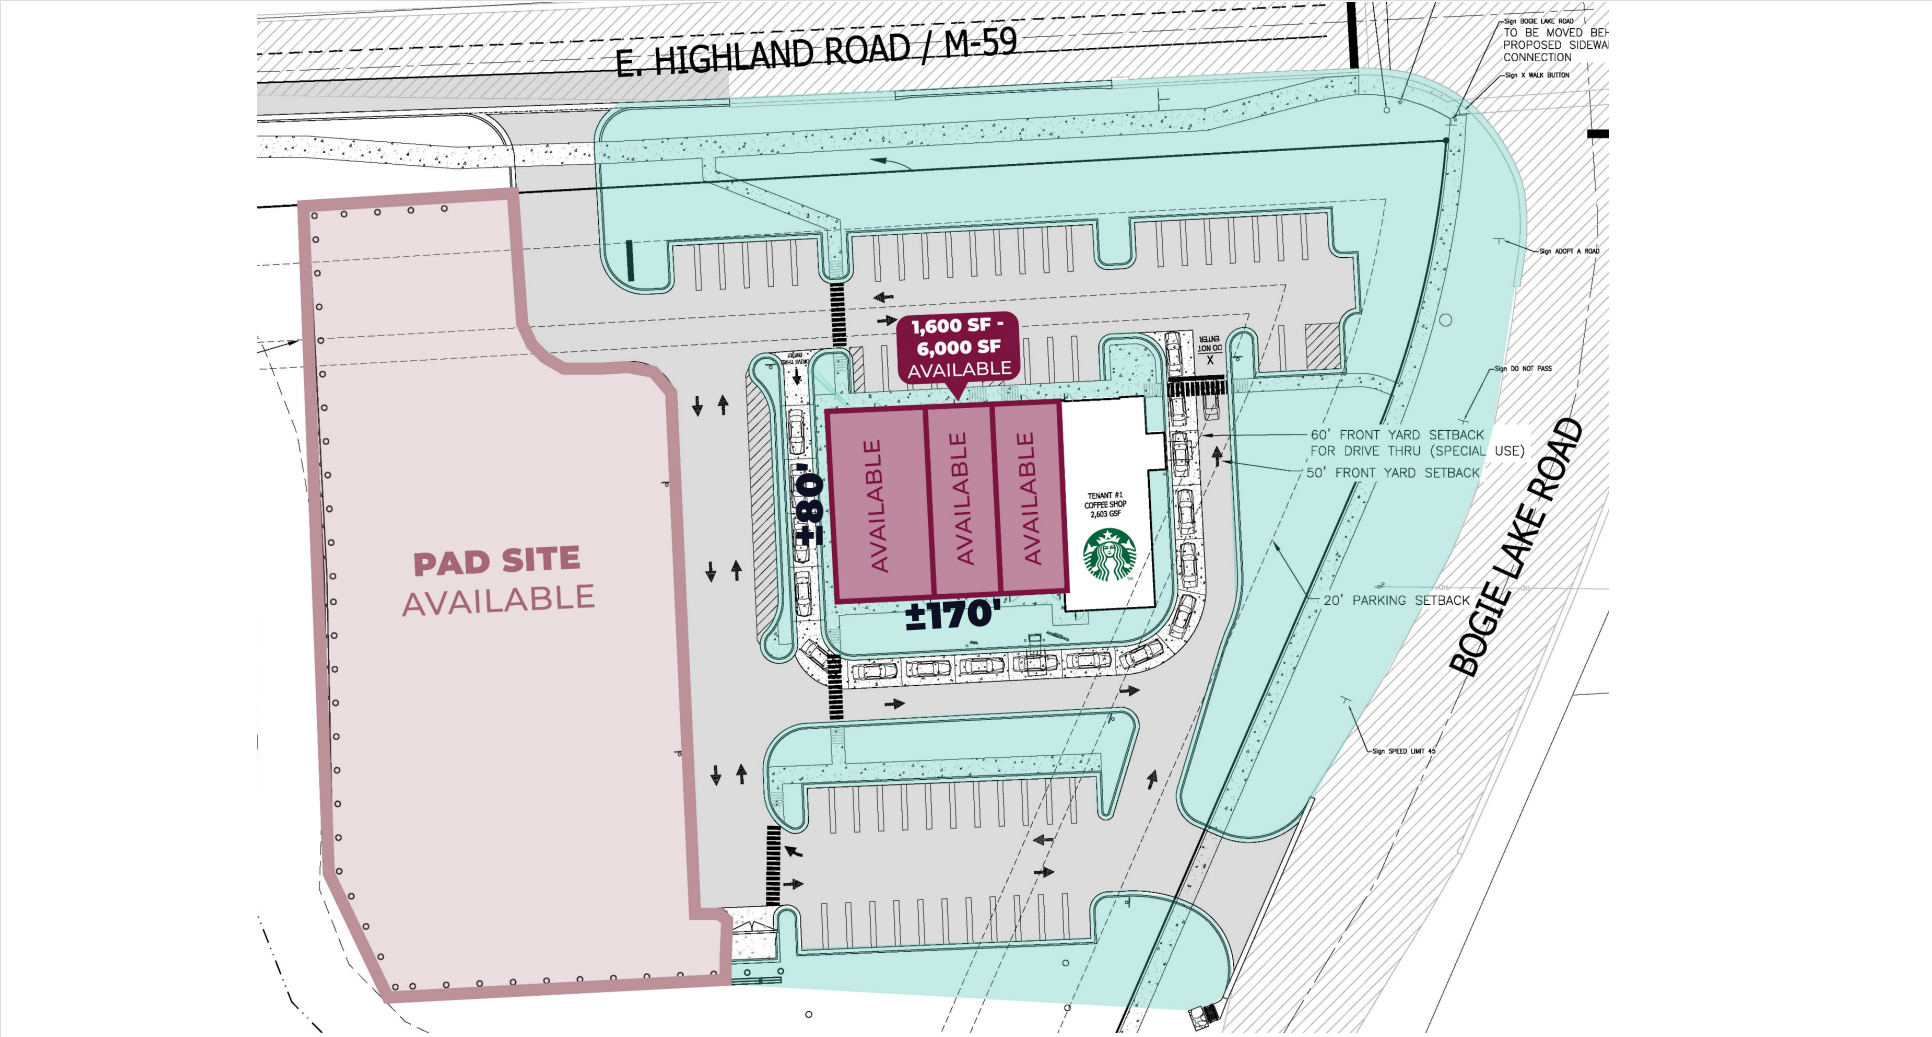 E. HIGHLAND ROAD / M-59
Sign BOGIE LAKE ROAD
TO BE MOVED BEH
PROPOSED SIDEWA
CONNECTION
Sign X WALK BUTTON
Sign ADOPT A ROAD
1,600 SF -
6,000 SF
AVAILABLE
DRIVE THRU
ENTRY
DO NOT
ENTER
X
Sign DO NOT PASS
60' FRONT YARD SETBACK
FOR DRIVE THRU (SPECIAL USE)
50' FRONT YARD SETBACK
AVAILABLE
AVAILABLE
AVAILABLE
TENANT #1
COFFEE SHOP
2,603 GSF
±80'
±170'
PAD SITE
AVAILABLE
20' PARKING SETBACK
BOGIE LAKE ROAD
Sign SPEED LIMIT 45